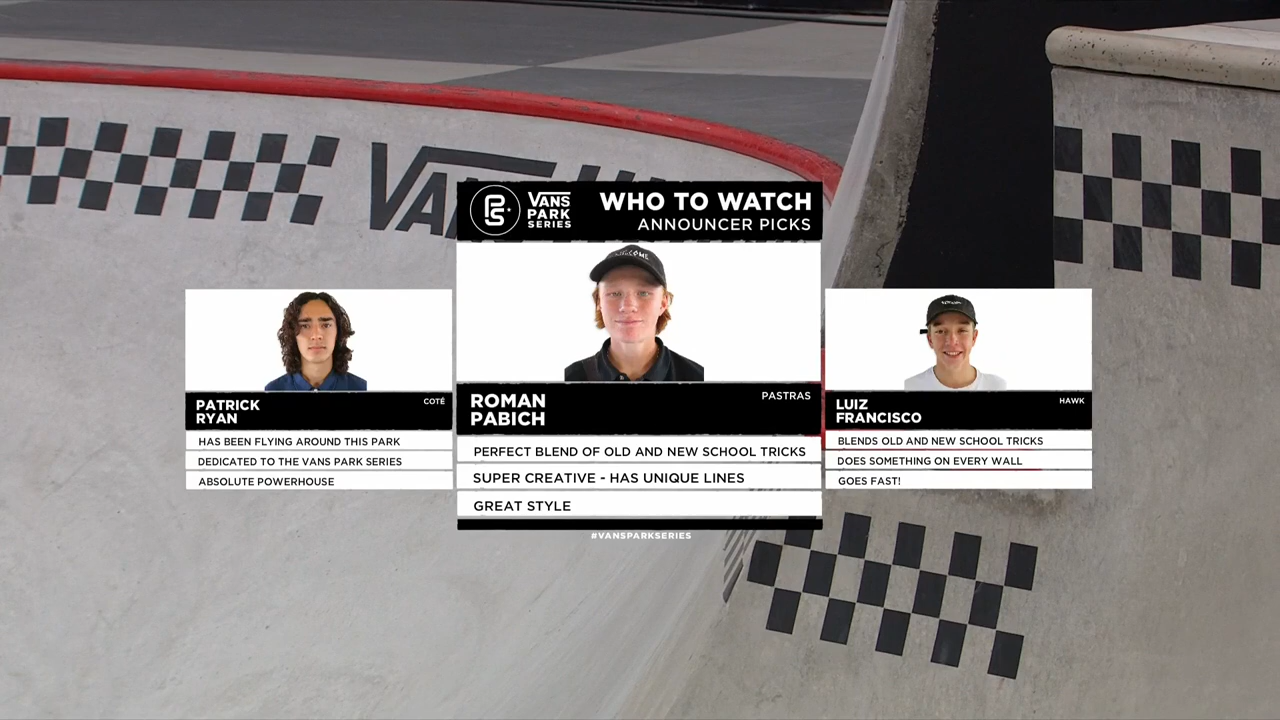 VANS
PARK
SERIES
WHO TO WATCH
ANNOUNCER PICKS
PATRICK
RYAN
COTÉ
HAS BEEN FLYING AROUND THIS PARK
DEDICATED TO THE VANS PARK SERIES
ABSOLUTE POWERHOUSE
ROMAN
PABICH
PASTRAS
PERFECT BLEND OF OLD AND NEW SCHOOL TRICKS
SUPER CREATIVE - HAS UNIQUE LINES
GREAT STYLE
LUIZ
FRANCISCO
HAWK
BLENDS OLD AND NEW SCHOOL TRICKS
DOES SOMETHING ON EVERY WALL
GOES FAST!
#VANSPARKSERIES